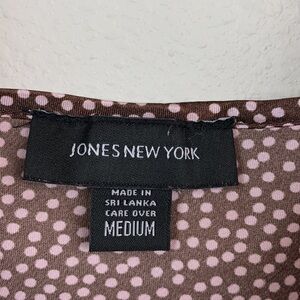 JONES NEW YORK
MADE IN
SRI LANKA
CARE OVER
MEDIUM